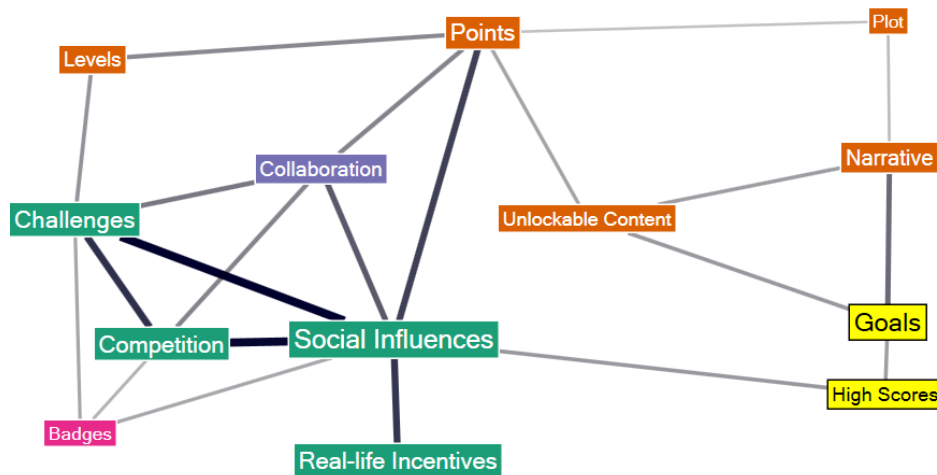 Points
Plot
Levels
Collaboration
Narrative
Challenges
Unlockable Content
Goals
Competition
Social Influences
High Scores
Badges
Real-life Incentives